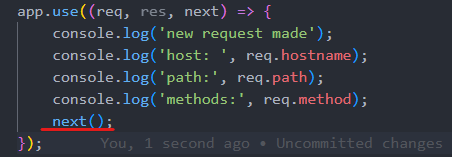 app.use((req, res, next) => {
    console.log('new request made');
    console.log('host: ', req.hostname);
    console.log('path:', req.path);
    console.log('methods:', req.method);
    next();
});     You, 1 second ago • Uncommitted changes